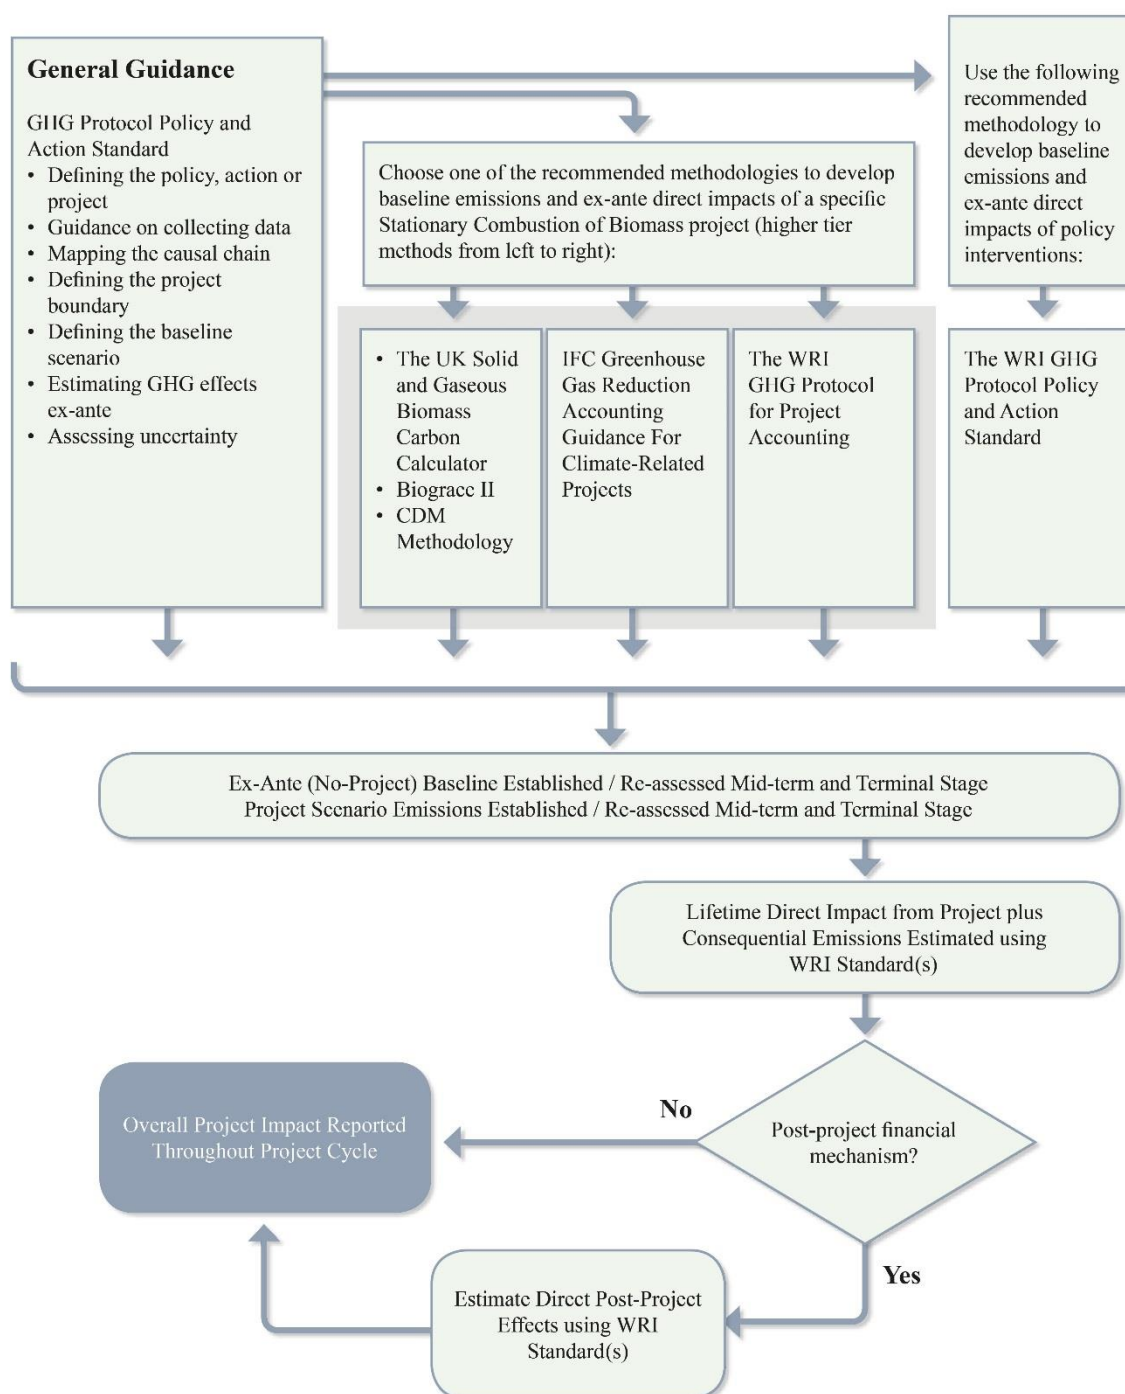 General Guidance
GHG Protocol Policy and
Action Standard
• Defining the policy, action or
project
• Guidance on collecting data
• Mapping the causal chain
• Defining the project
boundary
• Defining the baseline
scenario
• Estimating GHG effects
ex-ante
• Assessing uncertainty
Choose one of the recommended methodologies to develop
baseline emissions and ex-ante direct impacts of a specific
Stationary Combustion of Biomass project (higher tier
methods from left to right):
Use the following
recommended
methodology to
develop baseline
emissions and
ex-ante direct
impacts of policy
interventions:
• The UK Solid
and Gaseous
Biomass
Carbon
Calculator
• Biograce II
• CDM
Methodology
IFC Greenhouse
Gas Reduction
Accounting
Guidance For
Climate-Related
Projects
The WRI
GHG Protocol
for Project
Accounting
The WRI GHG
Protocol Policy
and Action
Standard
Ex-Ante (No-Project) Baseline Established / Re-assessed Mid-term and Terminal Stage
Project Scenario Emissions Established / Re-assessed Mid-term and Terminal Stage
Lifetime Direct Impact from Project plus
Consequential Emissions Estimated using
WRI Standard(s)
Post-project financial
mechanism?
No
Overall Project Impact Reported
Throughout Project Cycle
Yes
Estimate Direct Post-Project
Effects using WRI
Standard(s)